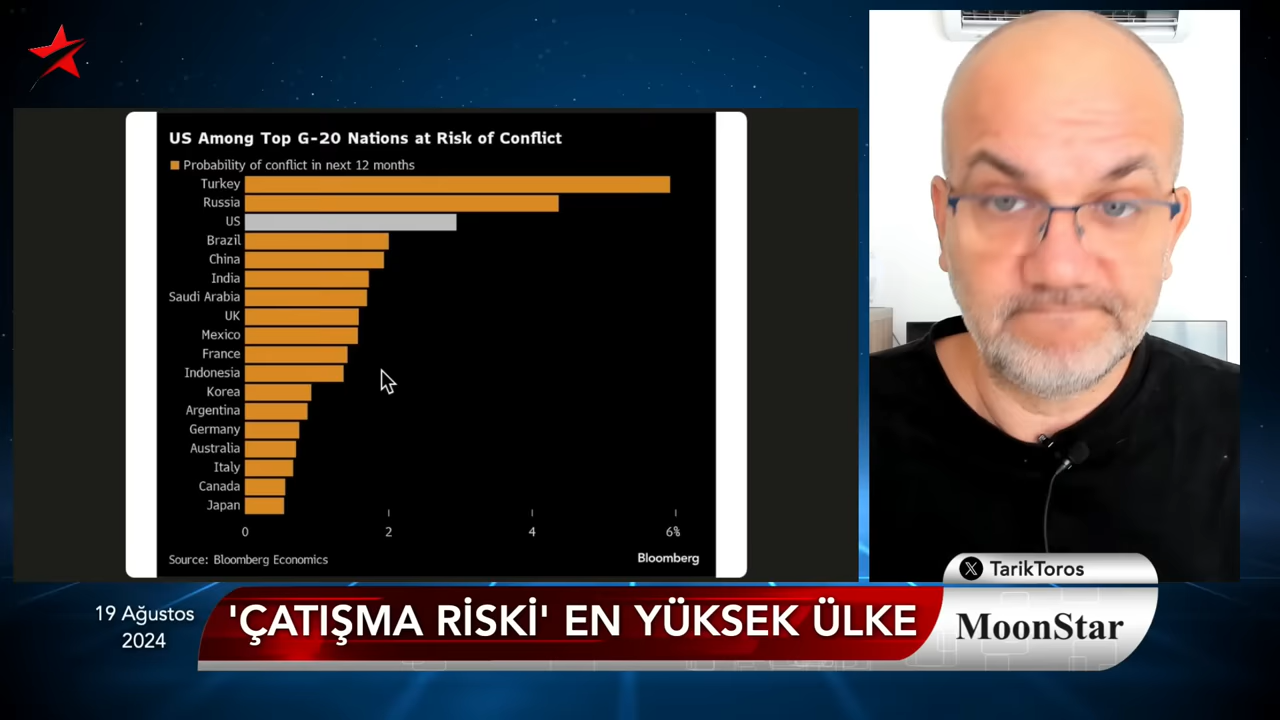 US Among Top G-20 Nations at Risk of Conflict
Probability of conflict in next 12 months
Turkey
Russia
US
Brazil
China
India
Saudi Arabia
UK
Mexico
France
Indonesia
Korea
Argentina
Germany
Australia
Italy
Canada
Japan
0 2 4 6%
Source: Bloomberg Economics
Bloomberg
TarikToros
19 Ağustos
2024
'ÇATIŞMA RİSKİ' EN YÜKSEK ÜLKE
MoonStar